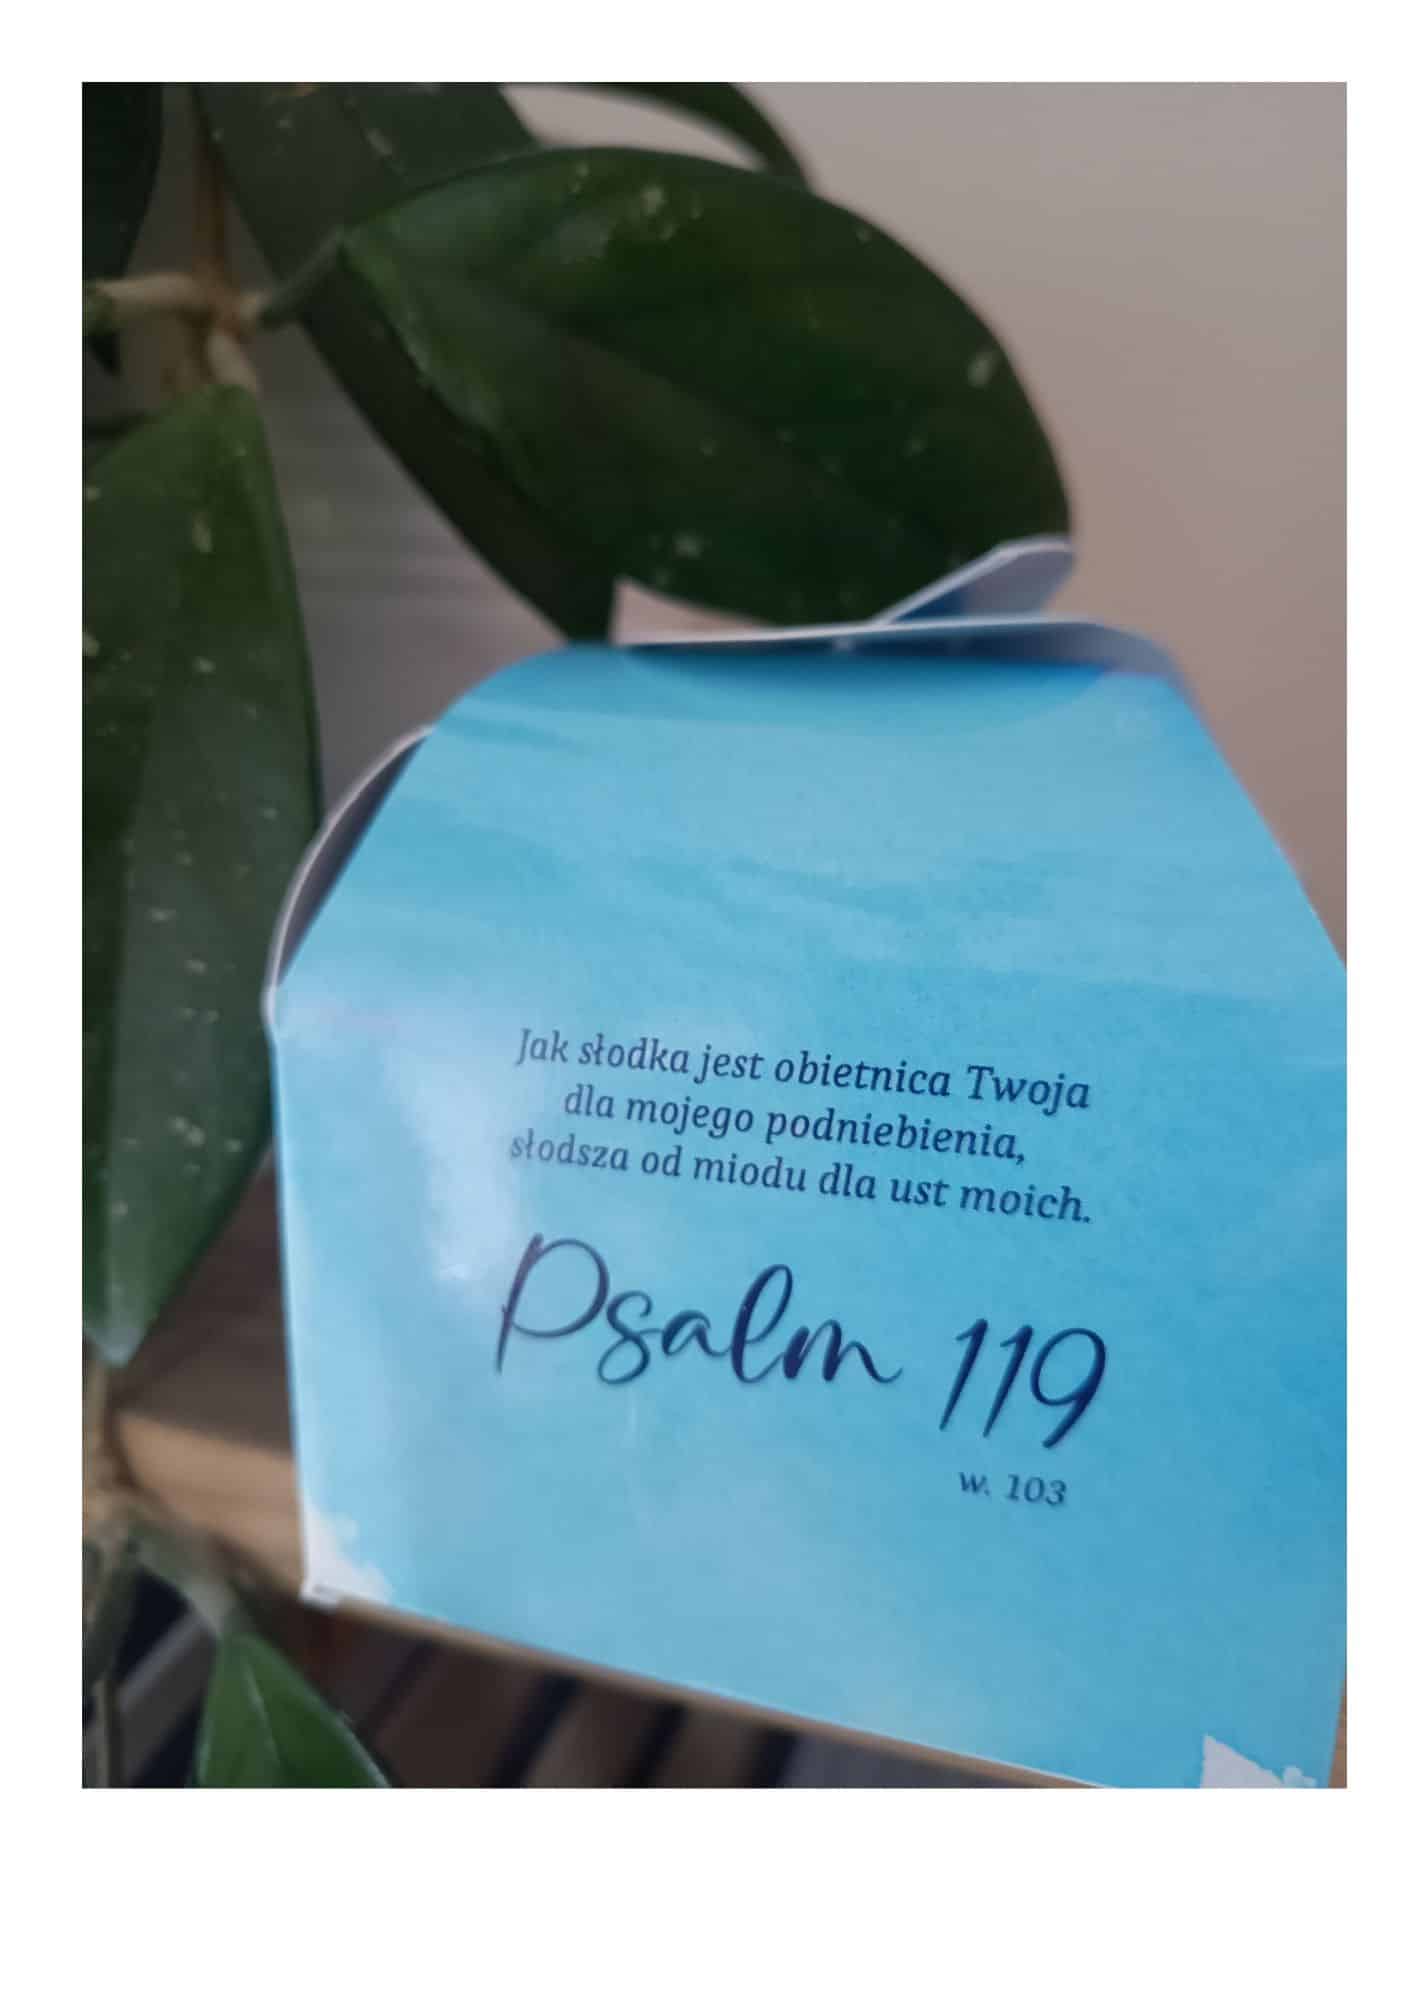 Jak słodka jest obietnica Twoja
dla mojego podniebienia,
słodsza od miodu dla ust moich.
Psalm 119
w. 103